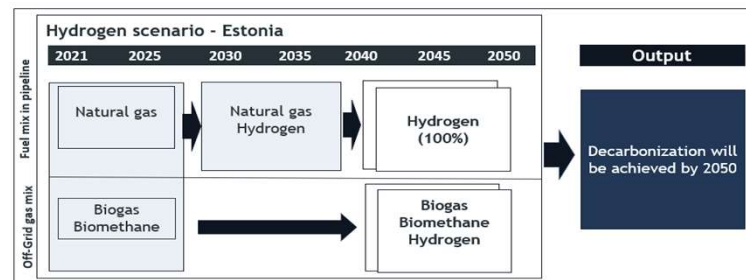 Hydrogen scenario - Estonia
2021 2025 2030 2035 2040 2045 2050
Output
Fuel mix in pipeline
Natural gas
Natural gas
Hydrogen
Hydrogen
(100%)
Decarbonization will
be achieved by 2050
Off-Grid gas mix
Biogas
Biomethane
Biogas
Biomethane
Hydrogen